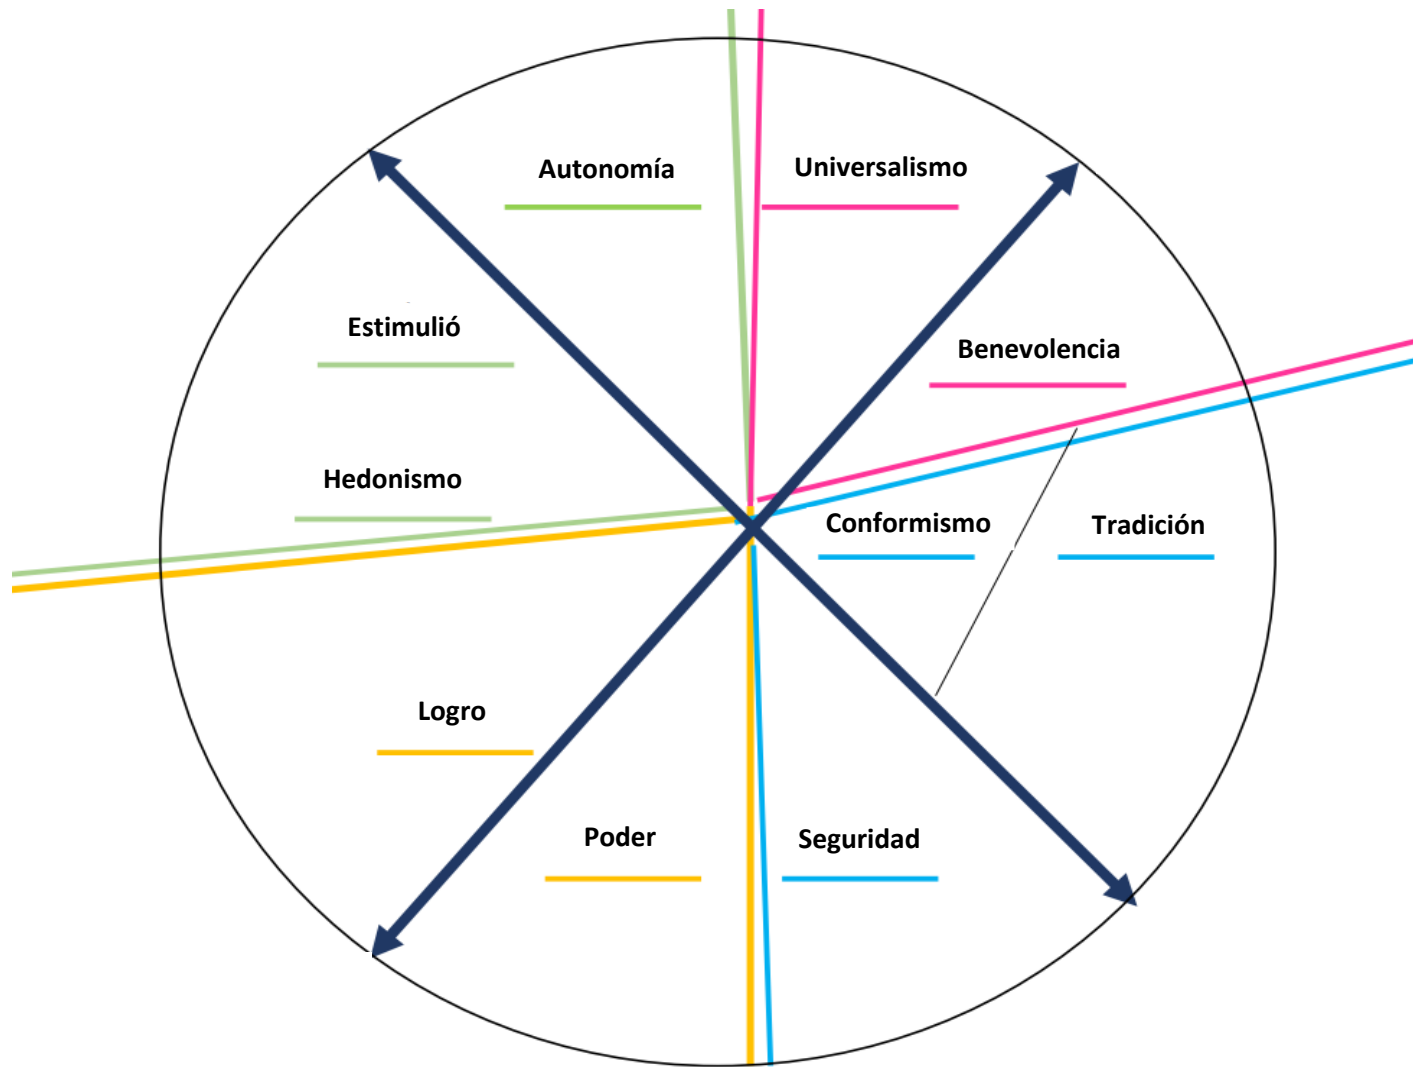 Autonomía
Universalismo
Estimulió
Benevolencia
Hedonismo
Conformismo
Tradición
Logro
Poder
Seguridad